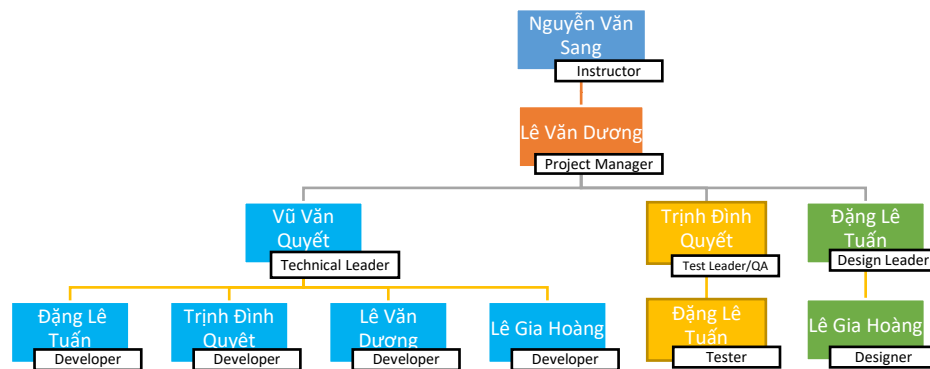 Nguyễn Văn
Sang
Instructor
Lê Văn Dương
Project Manager
Vũ Văn
Quyết
Technical Leader
Trịnh Đình
Quyết
Test Leader/QA
Đặng Lê
Tuấn
Design Leader
Đặng Lê
Tuấn
Developer
Trịnh Đình
Quyết
Developer
Lê Văn
Dương
Developer
Lê Gia Hoàng
Developer
Đặng Lê
Tuấn
Tester
Lê Gia Hoàng
Designer